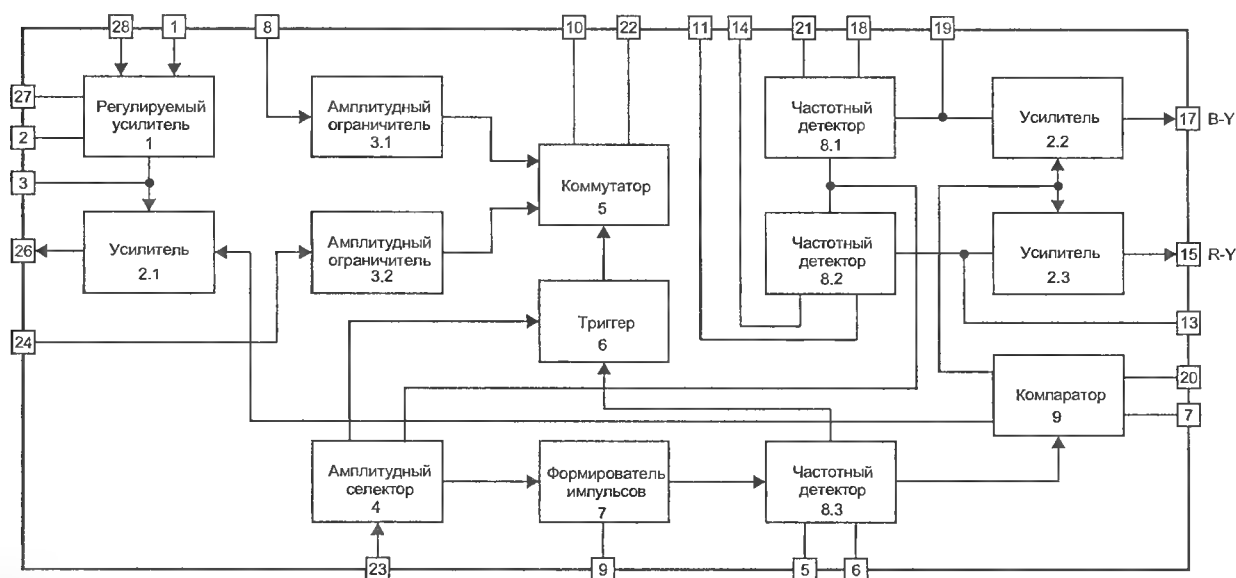 28 1 8 10 22 11 14 21 18 19
27
2
3
26
24
Регулируемый
усилитель
1
Усилитель
2.1
Амплитудный
ограничитель
3.1
Амплитудный
ограничитель
3.2
Коммутатор
5
Триггер
6
Частотный
детектор
8.1
Частотный
детектор
8.2
Усилитель
2.2
Усилитель
2.3
17 B-Y
15 R-Y
13
20
7
Компаратор
9
Амплитудный
селектор
4
Формирователь
импульсов
7
Частотный
детектор
8.3
23 9 5 6